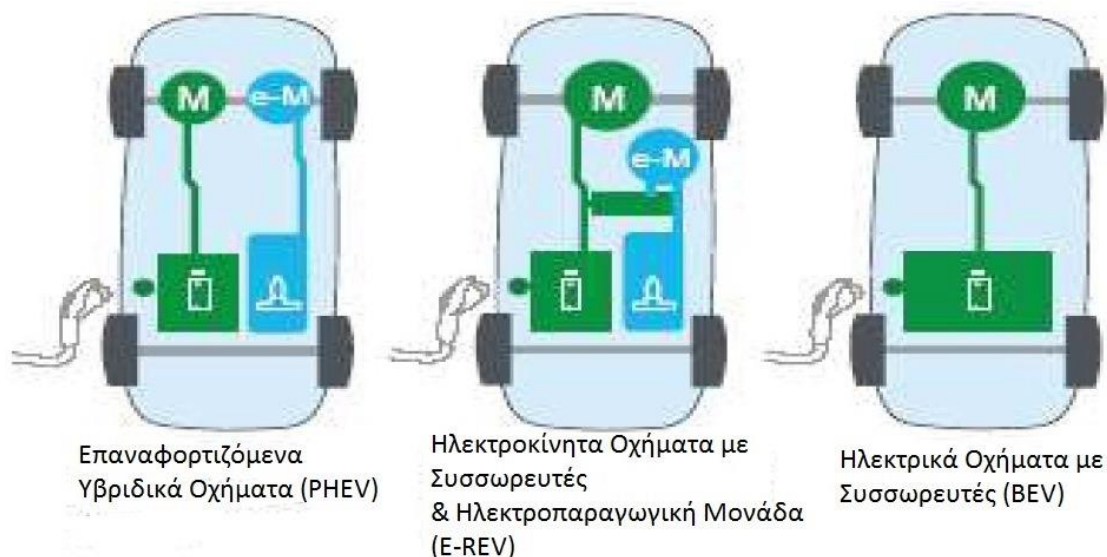 M e-M
M
e-M
M
Επαναφορτιζόμενα
Υβριδικά Οχήματα (PHEV)
Ηλεκτροκίνητα Οχήματα με
Συσσωρευτές
& Ηλεκτροπαραγωγική Μονάδα
(E-REV)
Ηλεκτρικά Οχήματα με
Συσσωρευτές (BEV)